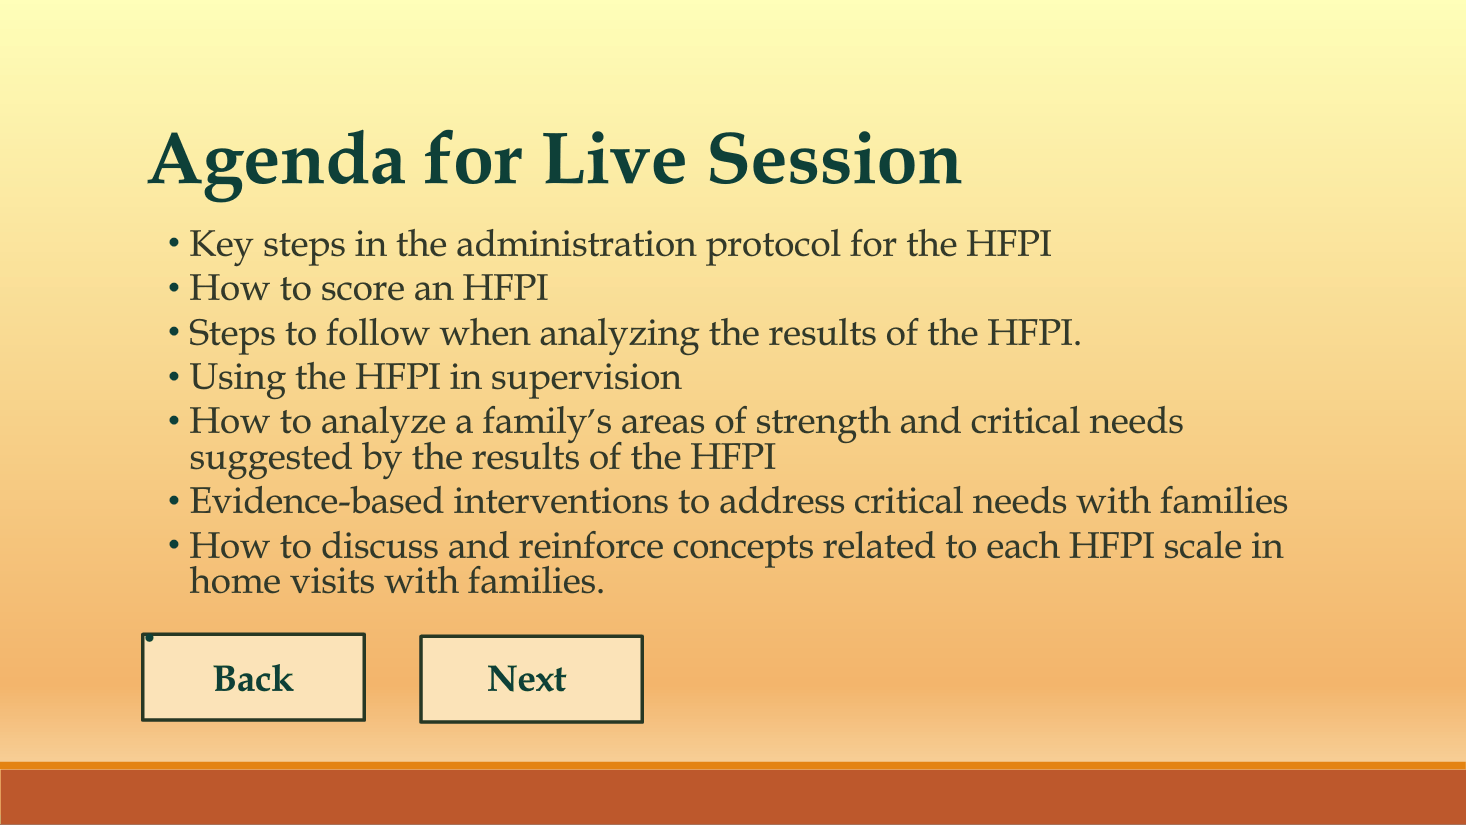 Agenda for Live Session
• Key steps in the administration protocol for the HFPI
• How to score an HFPI
• Steps to follow when analyzing the results of the HFPI.
• Using the HFPI in supervision
• How to analyze a family’s areas of strength and critical needs
suggested by the results of the HFPI
• Evidence-based interventions to address critical needs with families
• How to discuss and reinforce concepts related to each HFPI scale in
home visits with families.
Back
Next